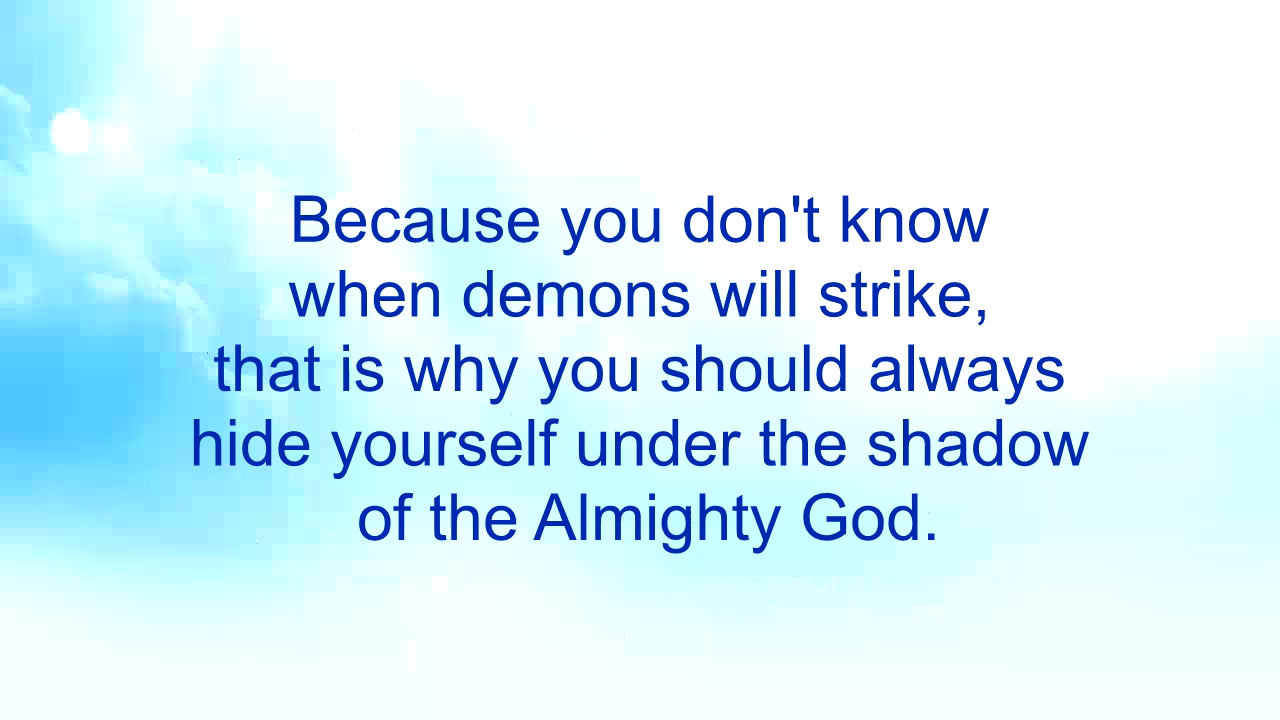 Because you don't know
when demons will strike,
that is why you should always
hide yourself under the shadow
of the Almighty God.